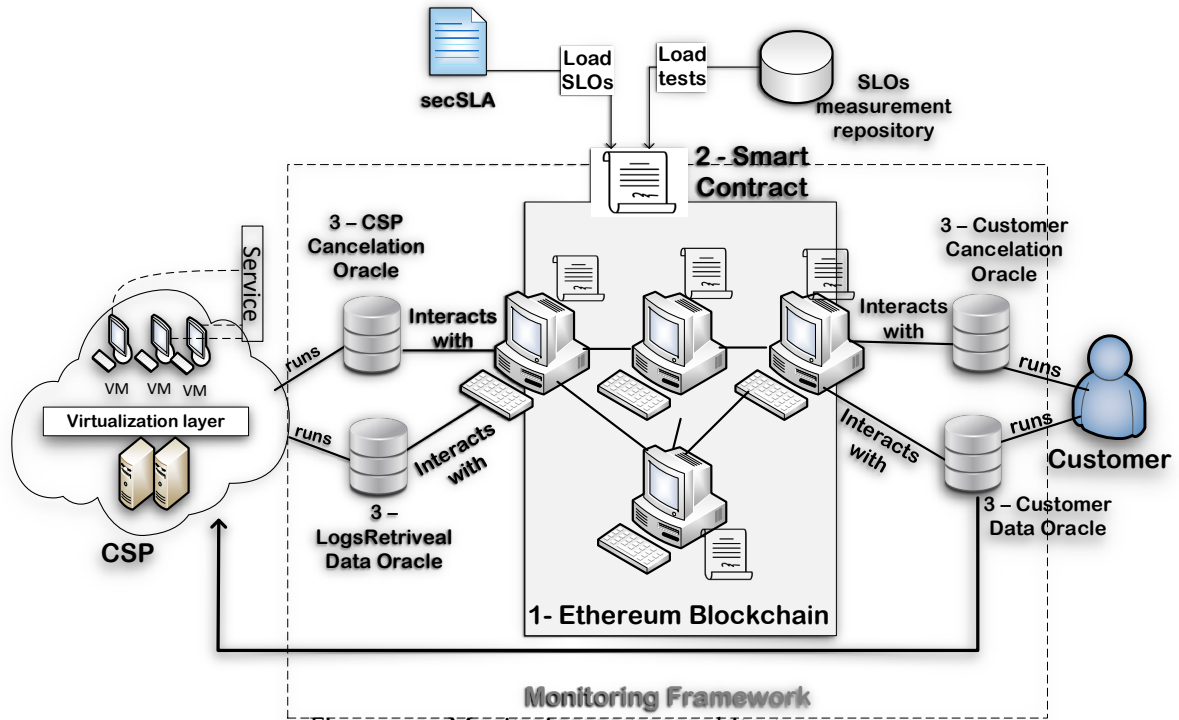 Load
SLOs
Load
tests
secSLA
SLOs
measurement
repository
2 - Smart
Contract
3 – CSP
Cancelation
Oracle
3 – Customer
Cancelation
Oracle
Service
Interacts
with
Interacts
with
runs
runs
VM VM VM
Virtualization layer
runs
runs
Interacts
with
Interacts
with
Customer
CSP
3 –
LogsRetriveal
Data Oracle
3 – Customer
Data Oracle
1- Ethereum Blockchain
Monitoring Framework